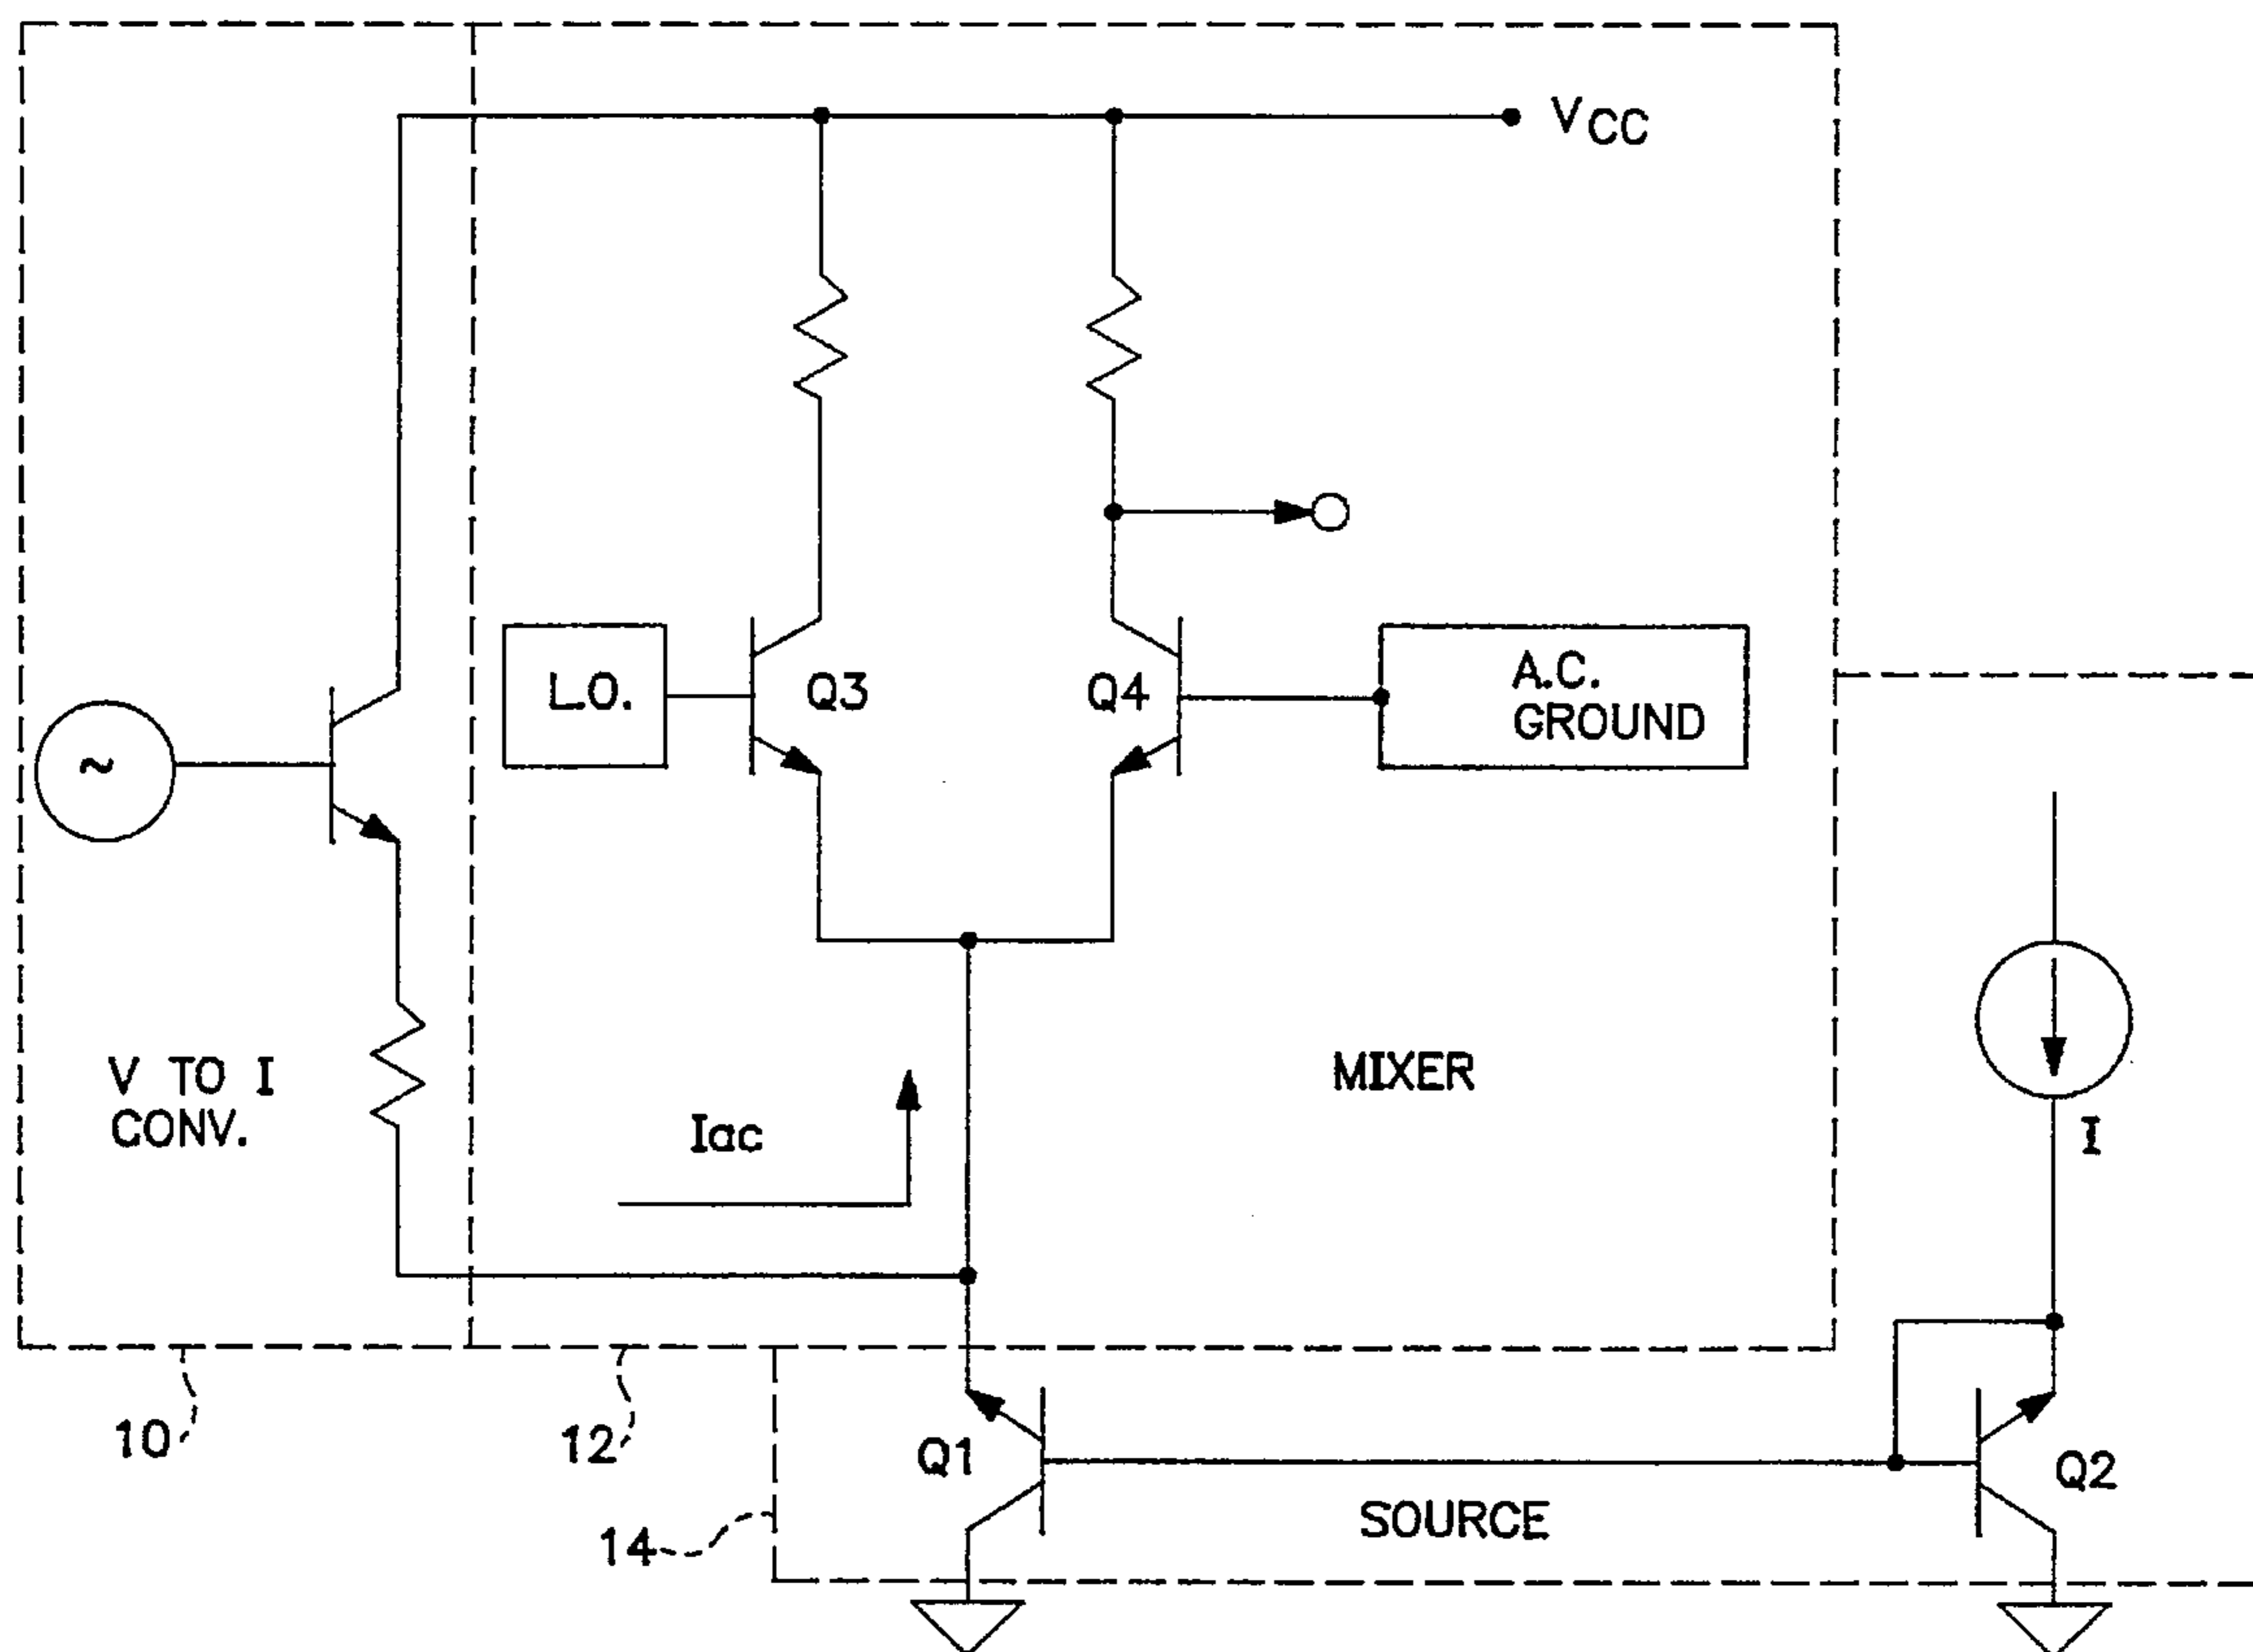 VCC
L.O.
Q3
Q4
A.C.
GROUND
~
V TO I
CONV.
Iac
MIXER
I
10
12
14
Q1
SOURCE
Q2